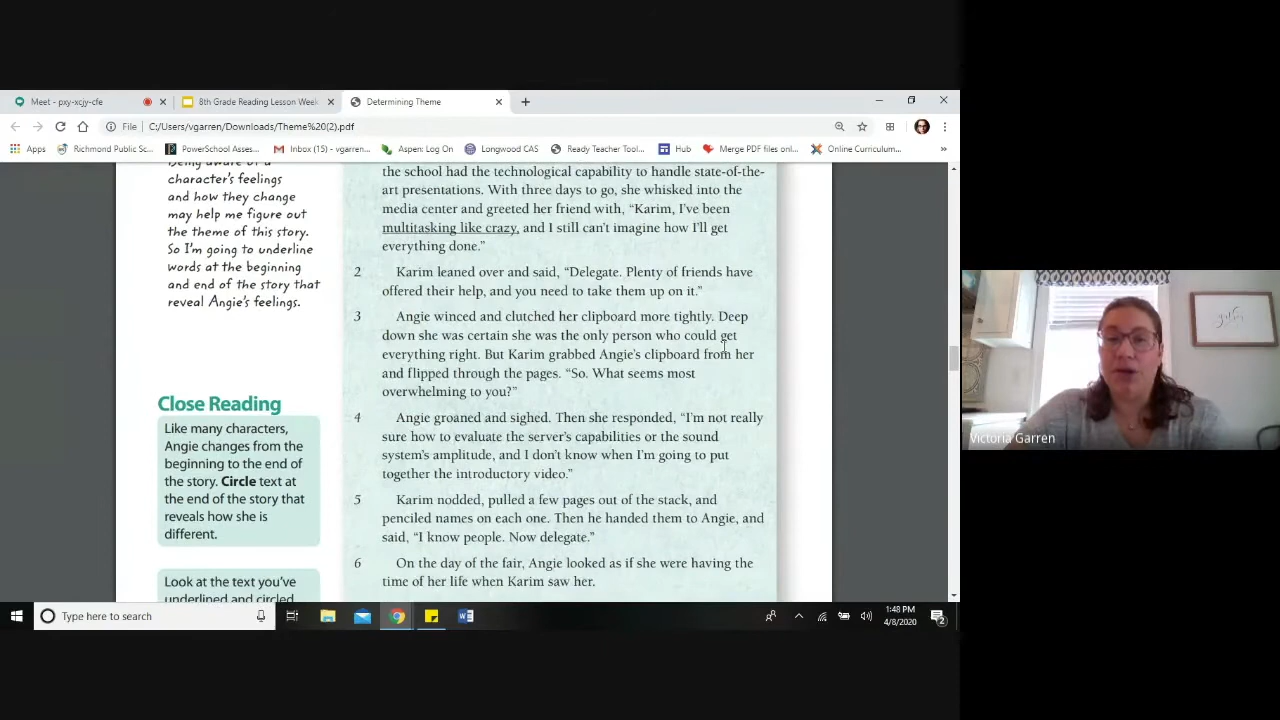 Meet - pxy-xcjy-cfe
8th Grade Reading Lesson Week
Determining Theme
File C:/Users/vgarren/Downloads/Theme%20(2).pdf
Apps Richmond Public Sc... PowerSchool Asses... Inbox (15) - vgarren... Aspen: Log On Longwood CAS Ready Teacher Tool... Hub Merge PDF files onl... Online Curriculum... »
Being aware of a
character's feelings
and how they change
may help me figure out
the theme of this story.
So I'm going to underline
words at the beginning
and end of the story that
reveal Angie's feelings.
Close Reading
Like many characters,
Angie changes from the
beginning to the end of
the story. Circle text at
the end of the story that
reveals how she is
different.
Look at the text you've
underlined and circled
the school had the technological capability to handle state-of-the-
art presentations. With three days to go, she whisked into the
media center and greeted her friend with, “Karim, I've been
multitasking like crazy, and I still can't imagine how I'll get
everything done.”
2 Karim leaned over and said, “Delegate. Plenty of friends have
offered their help, and you need to take them up on it.”
3 Angie winced and clutched her clipboard more tightly. Deep
down she was certain she was the only person who could get
everything right. But Karim grabbed Angie's clipboard from her
and flipped through the pages. “So. What seems most
overwhelming to you?”
4 Angie groaned and sighed. Then she responded, “I'm not really
sure how to evaluate the server's capabilities or the sound
system's amplitude, and I don't know when I'm going to put
together the introductory video.”
5 Karim nodded, pulled a few pages out of the stack, and
penciled names on each one. Then he handed them to Angie, and
said, “I know people. Now delegate.”
6 On the day of the fair, Angie looked as if she were having the
time of her life when Karim saw her.
Type here to search
1:48 PM
4/8/2020
2
Victoria Garren